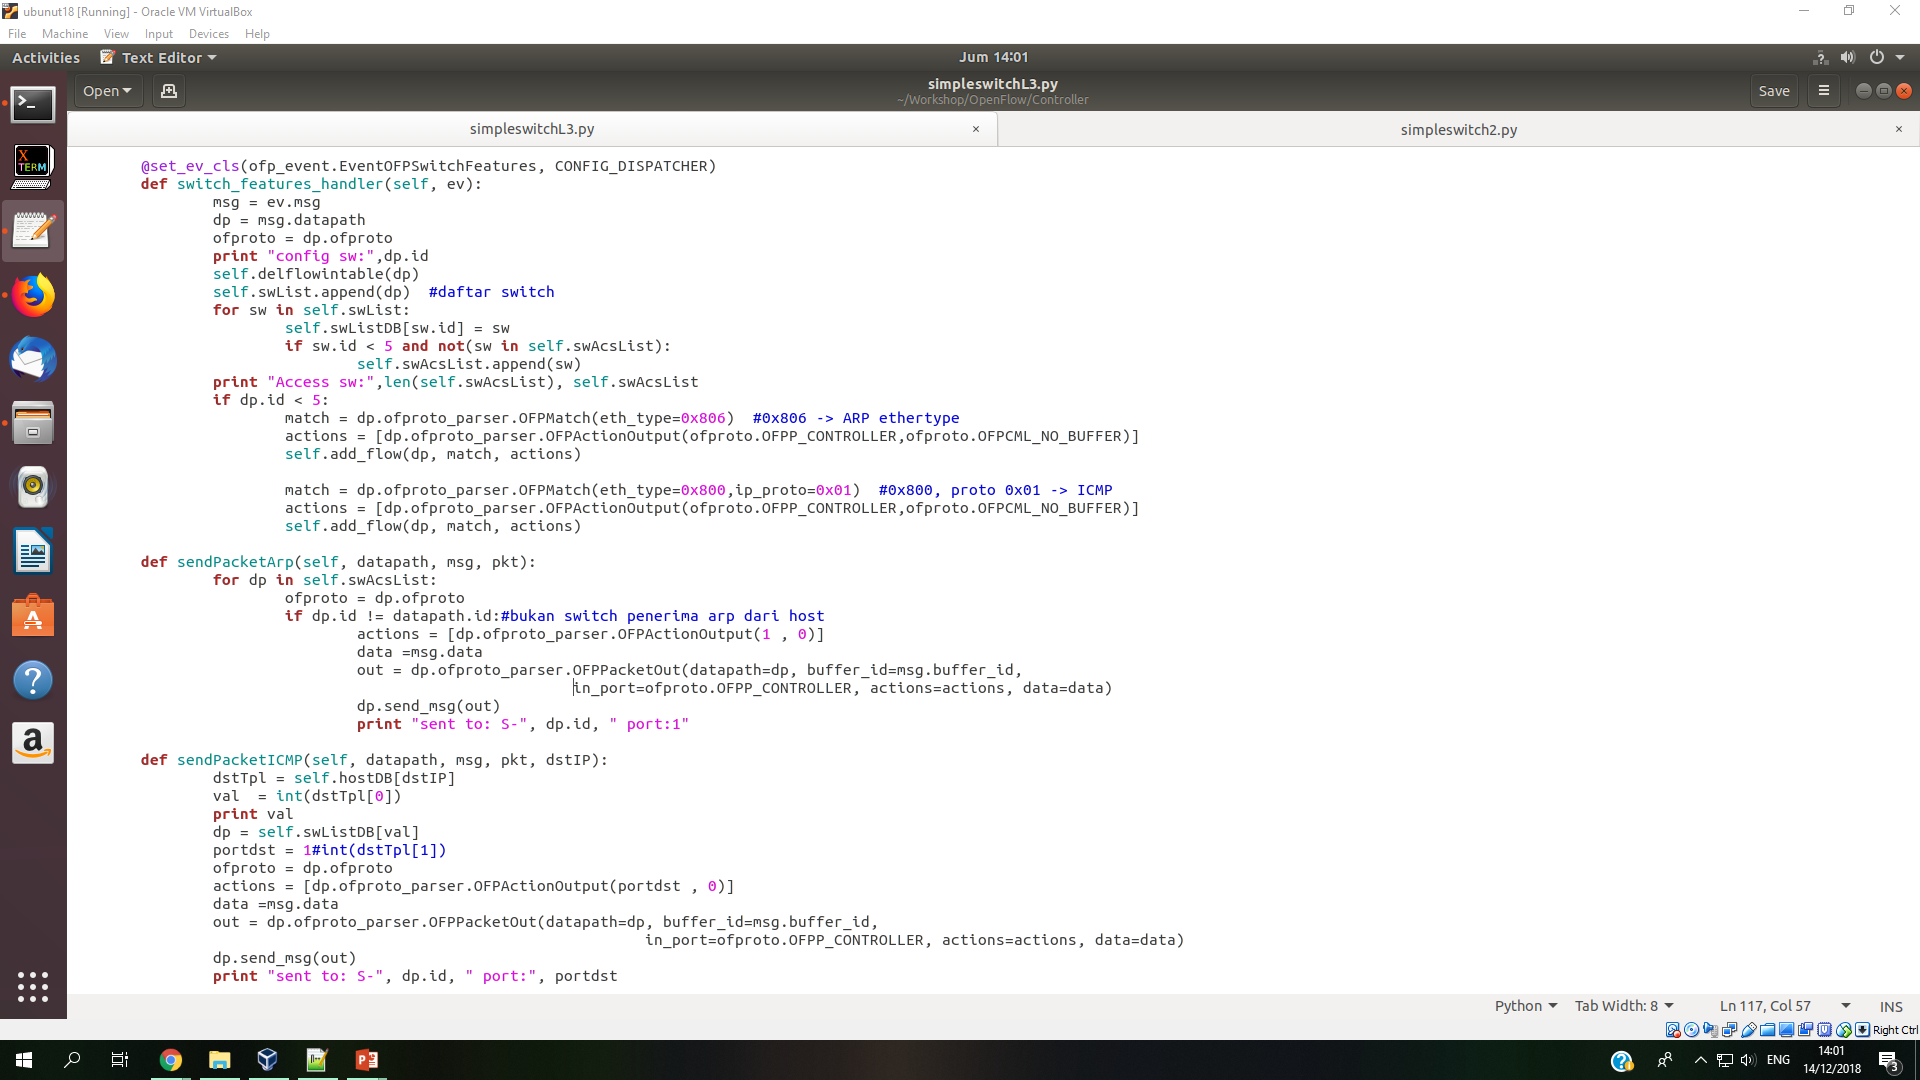 ubunut18 [Running] - Oracle VM VirtualBox
File Machine View Input Devices Help
Activities Text Editor Jum 14:01
Open simpleswitchL3.py Save
~/Workshop/OpenFlow/Controller
simpleswitchL3.py × simpleswitch2.py ×
@set_ev_cls(ofp_event.EventOFPSwitchFeatures, CONFIG_DISPATCHER)
def switch_features_handler(self, ev):
msg = ev.msg
dp = msg.datapath
ofproto = dp.ofproto
print "config sw:",dp.id
self.delflowintable(dp)
self.swList.append(dp)  #daftar switch
for sw in self.swList:
self.swListDB[sw.id] = sw
if sw.id < 5 and not(sw in self.swAcsList):
self.swAcsList.append(sw)
print "Access sw:",len(self.swAcsList), self.swAcsList
if dp.id < 5:
match = dp.ofproto_parser.OFPMatch(eth_type=0x806)  #0x806 -> ARP ethertype
actions = [dp.ofproto_parser.OFPActionOutput(ofproto.OFPP_CONTROLLER,ofproto.OFPCML_NO_BUFFER)]
self.add_flow(dp, match, actions)
match = dp.ofproto_parser.OFPMatch(eth_type=0x800,ip_proto=0x01)  #0x800, proto 0x01 -> ICMP
actions = [dp.ofproto_parser.OFPActionOutput(ofproto.OFPP_CONTROLLER,ofproto.OFPCML_NO_BUFFER)]
self.add_flow(dp, match, actions)
def sendPacketArp(self, datapath, msg, pkt):
for dp in self.swAcsList:
ofproto = dp.ofproto
if dp.id != datapath.id:#bukan switch penerima arp dari host
actions = [dp.ofproto_parser.OFPActionOutput(1 , 0)]
data =msg.data
out = dp.ofproto_parser.OFPPacketOut(datapath=dp, buffer_id=msg.buffer_id,
in_port=ofproto.OFPP_CONTROLLER, actions=actions, data=data)
dp.send_msg(out)
print "sent to: S-", dp.id, " port:1"
def sendPacketICMP(self, datapath, msg, pkt, dstIP):
dstTpl = self.hostDB[dstIP]
val  = int(dstTpl[0])
print val
dp = self.swListDB[val]
portdst = 1#int(dstTpl[1])
ofproto = dp.ofproto
actions = [dp.ofproto_parser.OFPActionOutput(portdst , 0)]
data =msg.data
out = dp.ofproto_parser.OFPPacketOut(datapath=dp, buffer_id=msg.buffer_id,
in_port=ofproto.OFPP_CONTROLLER, actions=actions, data=data)
dp.send_msg(out)
print "sent to: S-", dp.id, " port:", portdst
Python Tab Width: 8 Ln 117, Col 57 INS
Right Ctrl
ENG 14:01
14/12/2018 3
X TERM